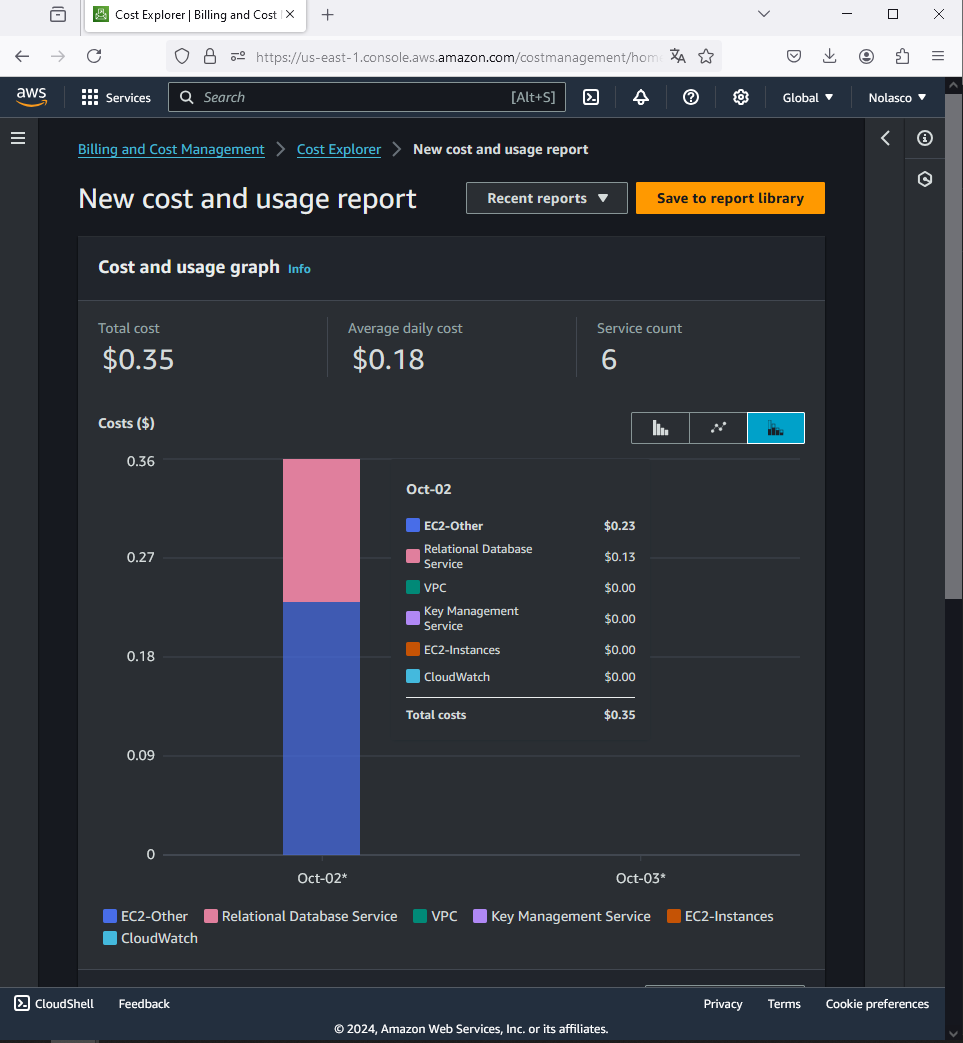 Cost Explorer | Billing and Cost
https://us-east-1.console.aws.amazon.com/costmanagement/home
aws
Services
Search
[Alt+S]
Global
Nolasco
Billing and Cost Management
Cost Explorer
New cost and usage report
New cost and usage report
Recent reports
Save to report library
Cost and usage graph Info
Total cost
$0.35
Average daily cost
$0.18
Service count
6
Costs ($)
0.36
0.27
0.18
0.09
0
Oct-02
EC2-Other $0.23
Relational Database
Service
$0.13
VPC $0.00
Key Management
Service
$0.00
EC2-Instances $0.00
CloudWatch $0.00
Total costs $0.35
Oct-02*
Oct-03*
EC2-Other Relational Database Service VPC Key Management Service EC2-Instances
CloudWatch
CloudShell
Feedback
Privacy
Terms
Cookie preferences
© 2024, Amazon Web Services, Inc. or its affiliates.